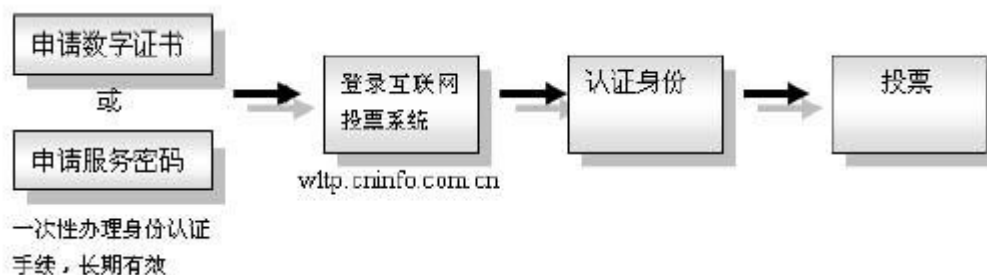 申请数字证书
或
申请服务密码
一次性办理身份认证
手续，长期有效
登录互联网
投票系统
wltp.cninfo.com.cn
认证身份
投票